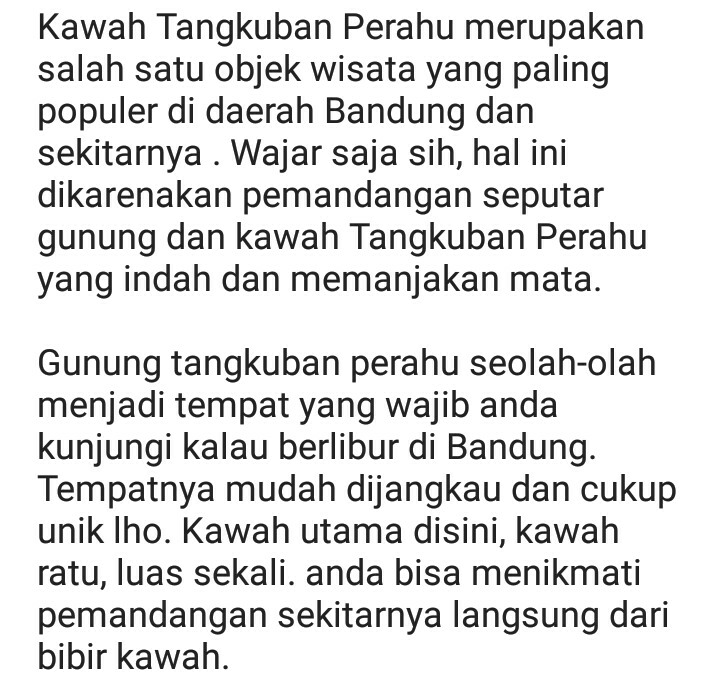 Kawah Tangkuban Perahu merupakan
salah satu objek wisata yang paling
populer di daerah Bandung dan
sekitarnya . Wajar saja sih, hal ini
dikarenakan pemandangan seputar
gunung dan kawah Tangkuban Perahu
yang indah dan memanjakan mata.
Gunung tangkuban perahu seolah-olah
menjadi tempat yang wajib anda
kunjungi kalau berlibur di Bandung.
Tempatnya mudah dijangkau dan cukup
unik lho. Kawah utama disini, kawah
ratu, luas sekali. anda bisa menikmati
pemandangan sekitarnya langsung dari
bibir kawah.